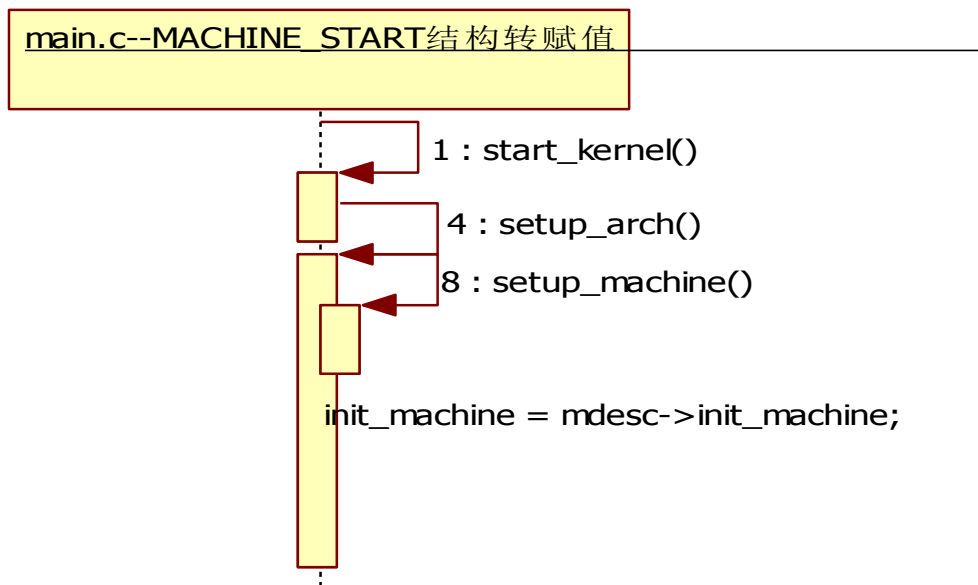 main.c--MACHINE_START结构转赋值
1 : start_kernel()
4 : setup_arch()
8 : setup_machine()
init_machine = mdesc->init_machine;